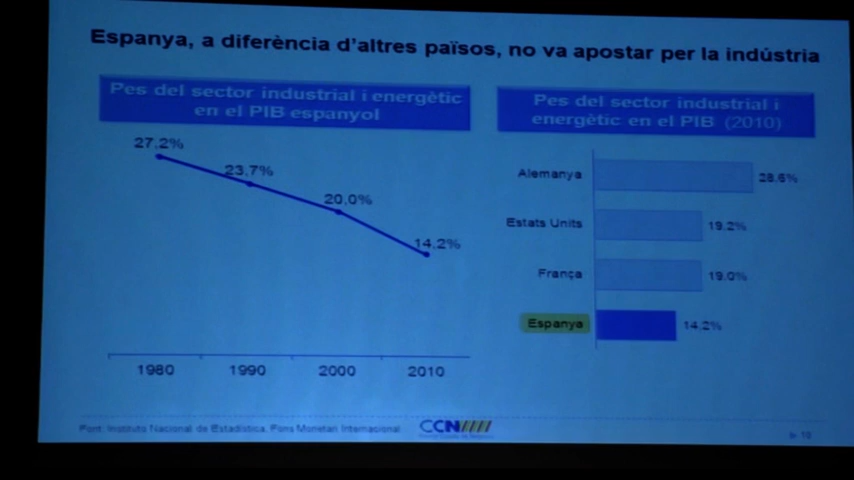 Espanya, a diferència d'altres països, no va apostar per la indústria
Pes del sector industrial i energètic
en el PIB espanyol
27,2%
23,7%
20,0%
14,2%
1980
1990
2000
2010
Pes del sector industrial i
energètic en el PIB (2010)
Alemanya
28,6%
Estats Units
19,2%
França
19,0%
Espanya
14,2%
Font: Instituto Nacional de Estadística, Fons Monetari Internacional
CCN
10